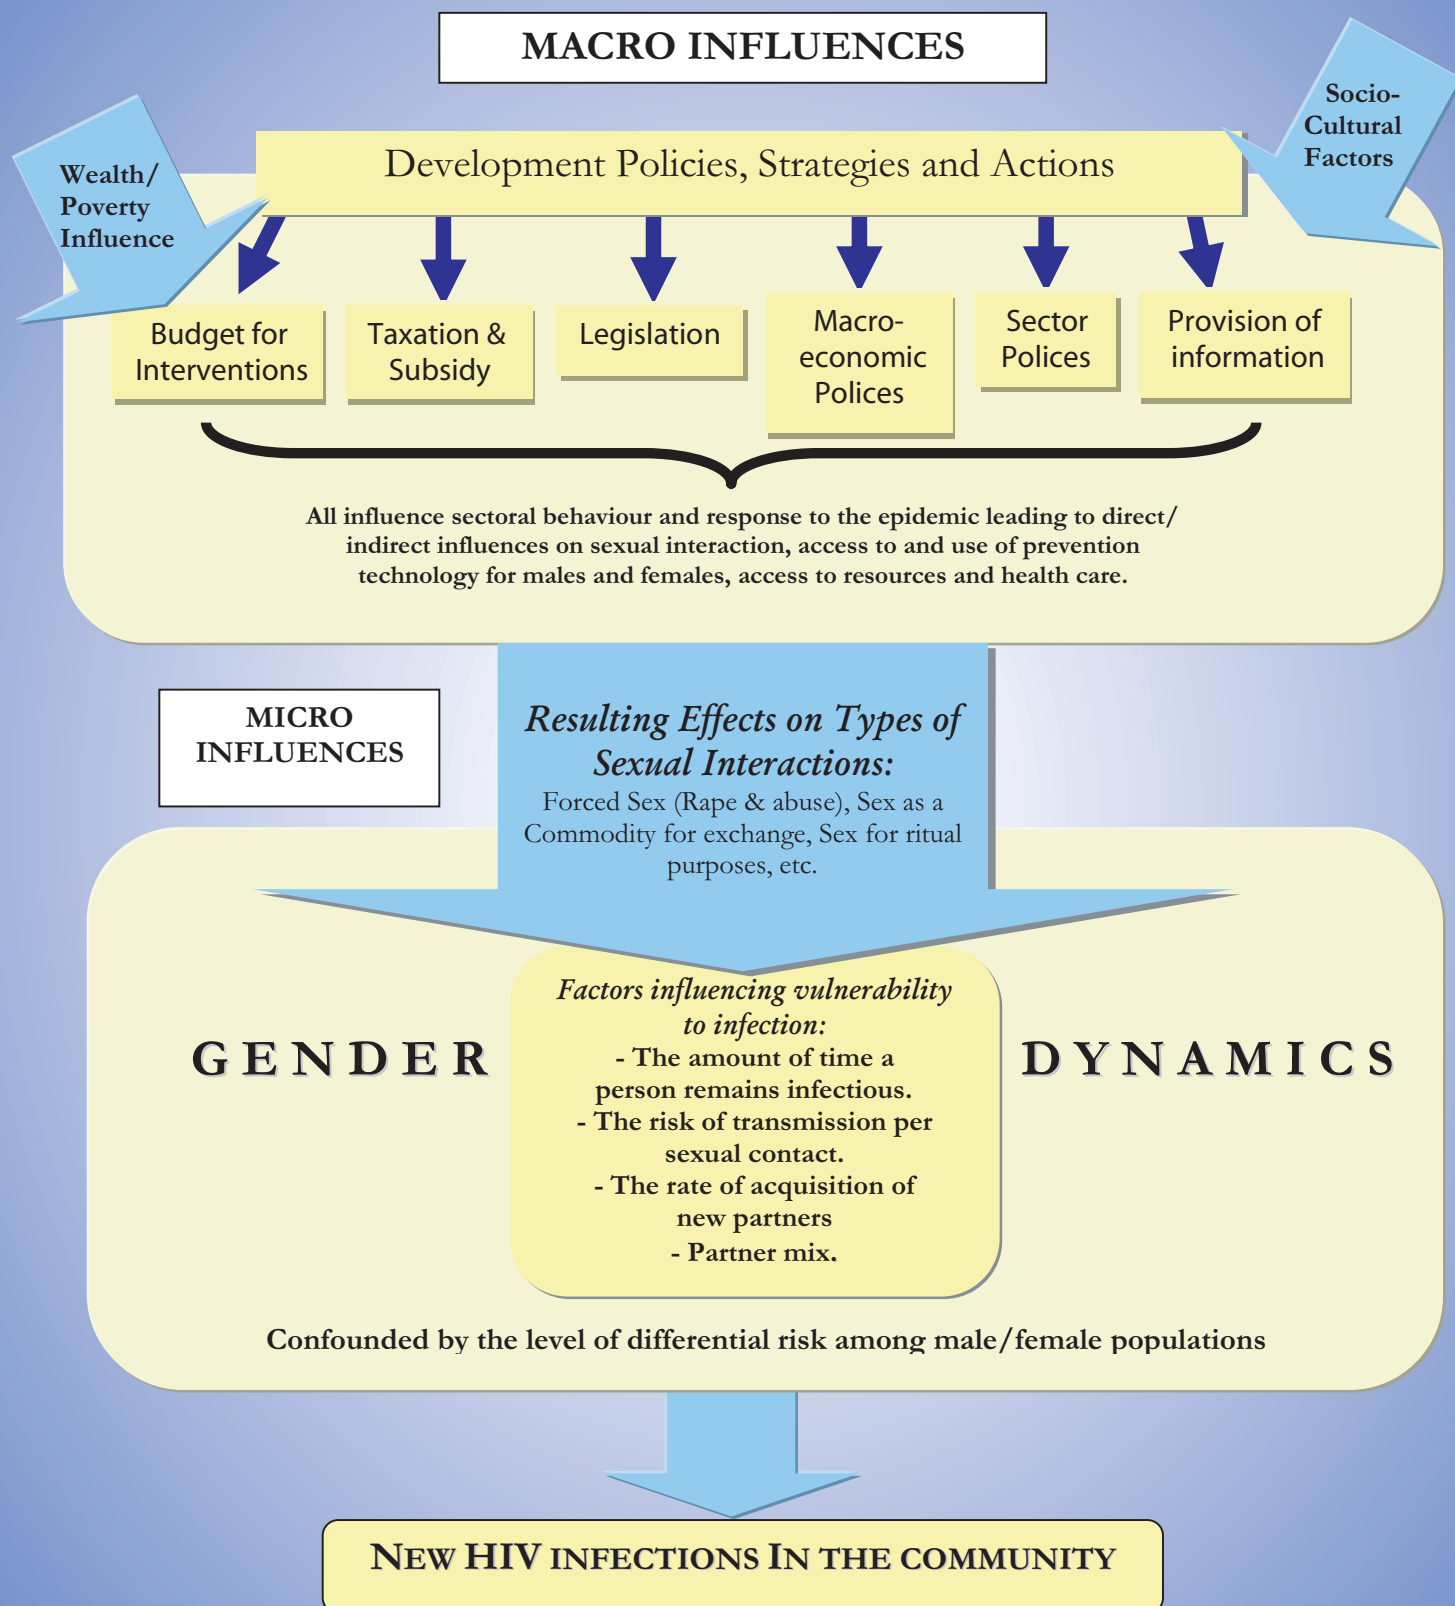 MACRO INFLUENCES
Socio-
Cultural
Factors
Wealth/
Poverty
Influence
Development Policies, Strategies and Actions
Budget for
Interventions
Taxation &
Subsidy
Legislation
Macro-
economic
Polices
Sector
Polices
Provision of
information
All influence sectoral behaviour and response to the epidemic leading to direct/
indirect influences on sexual interaction, access to and use of prevention
technology for males and females, access to resources and health care.
MICRO
INFLUENCES
Resulting Effects on Types of
Sexual Interactions:
Forced Sex (Rape & abuse), Sex as a
Commodity for exchange, Sex for ritual
purposes, etc.
GENDER
Factors influencing vulnerability
to infection:
- The amount of time a
person remains infectious.
- The risk of transmission per
sexual contact.
- The rate of acquisition of
new partners
- Partner mix.
DYNAMICS
Confounded by the level of differential risk among male/female populations
NEW HIV INFECTIONS IN THE COMMUNITY